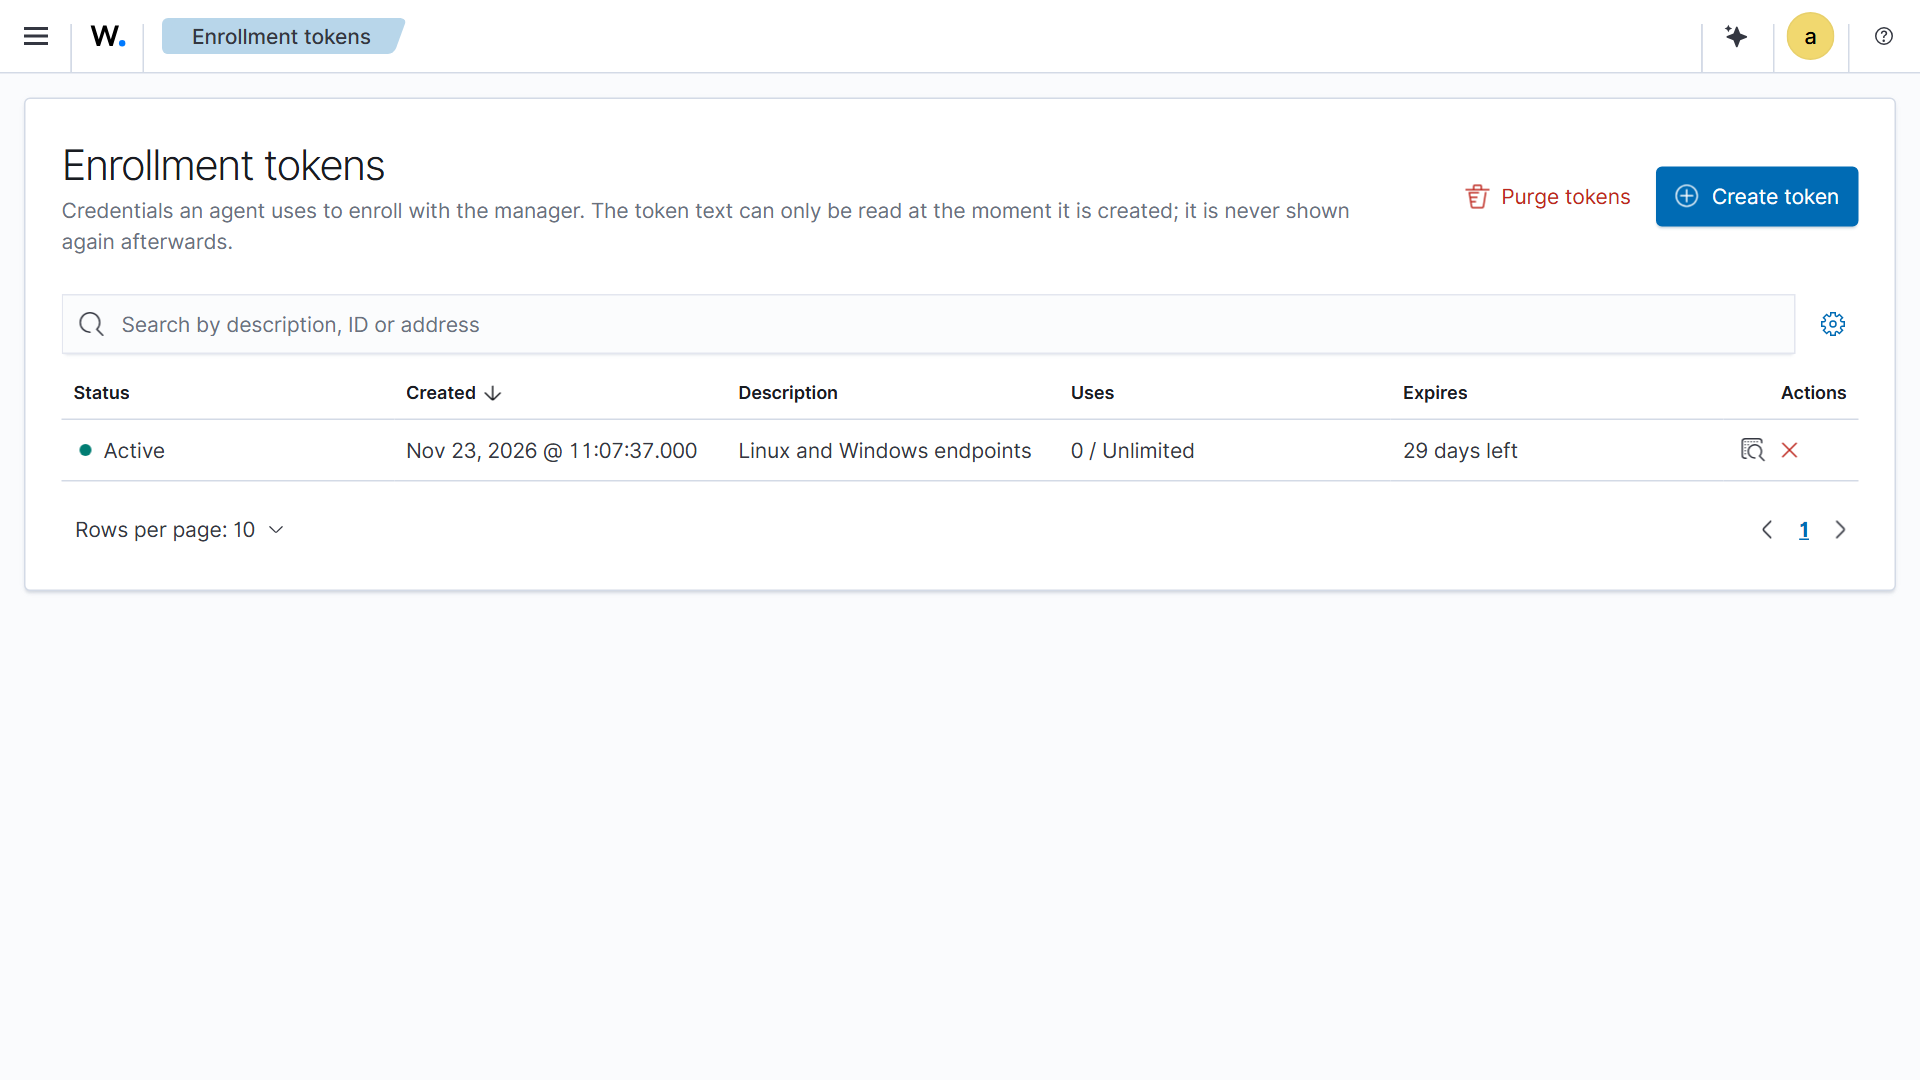 W.
Enrollment tokens
a
Enrollment tokens
Credentials an agent uses to enroll with the manager. The token text can only be read at the moment it is created; it is never shown
again afterwards.
Purge tokens
Create token
Search by description, ID or address
Status Created Description Uses Expires Actions
Active Nov 23, 2026 @ 11:07:37.000 Linux and Windows endpoints 0 / Unlimited 29 days left
Rows per page: 10
1